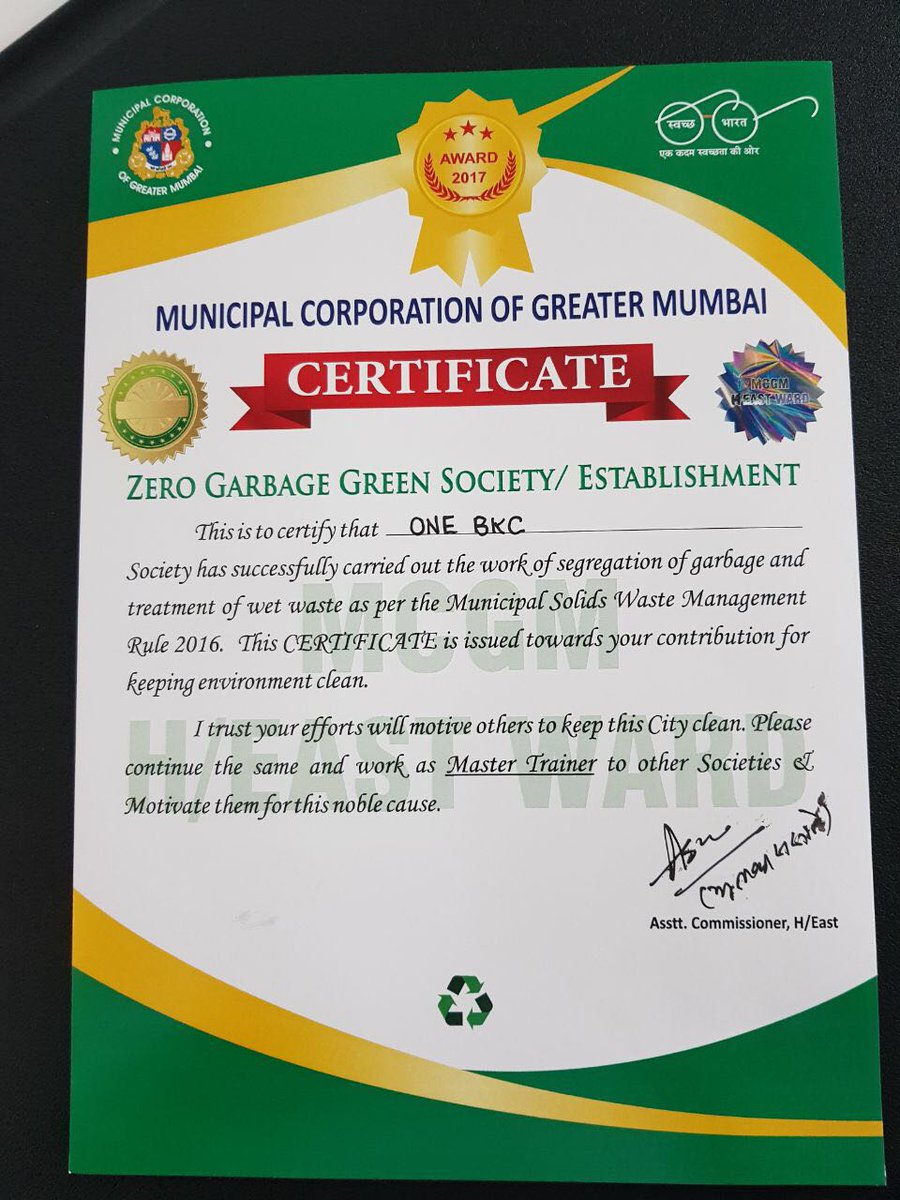 MUNICIPAL CORPORATION
OF GREATER MUMBAI
AWARD
2017
स्वच्छ भारत
एक कदम स्वच्छता की ओर
MUNICIPAL CORPORATION OF GREATER MUMBAI
CERTIFICATE
MCGM
H/EAST WARD
ZERO GARBAGE GREEN SOCIETY/ ESTABLISHMENT
This is to certify that ONE BKC
Society has successfully carried out the work of segregation of garbage and
treatment of wet waste as per the Municipal Solids Waste Management
Rule 2016. This CERTIFICATE is issued towards your contribution for
keeping environment clean.
I trust your efforts will motive others to keep this City clean. Please
continue the same and work as Master Trainer to other Societies &
Motivate them for this noble cause.
MCGM
H/EAST WARD
Asstt. Commissioner, H/East